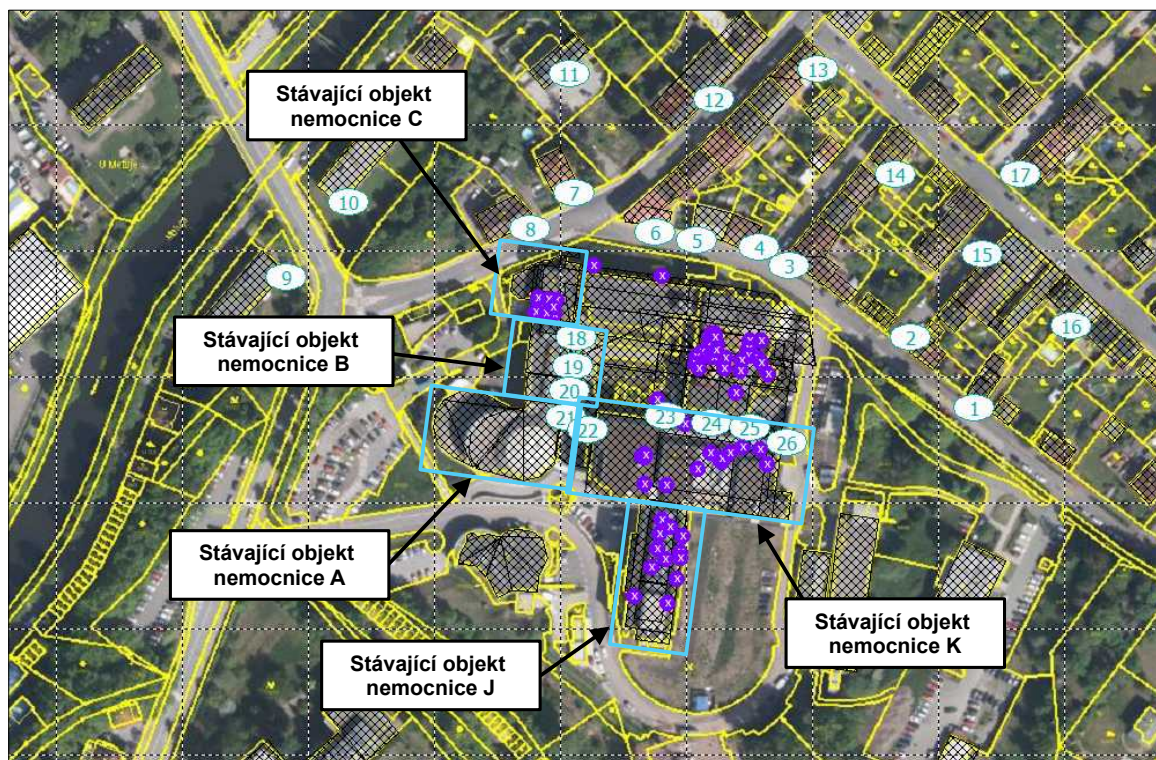 Stávající objekt
nemocnice C
11
13
12
17
14
7
10
8
6
5
4
3
15
9
16
2
1
Stávající objekt
nemocnice B
18
19
20
21
22
23
24
25
26
Stávající objekt
nemocnice A
Stávající objekt
nemocnice K
Stávající objekt
nemocnice J